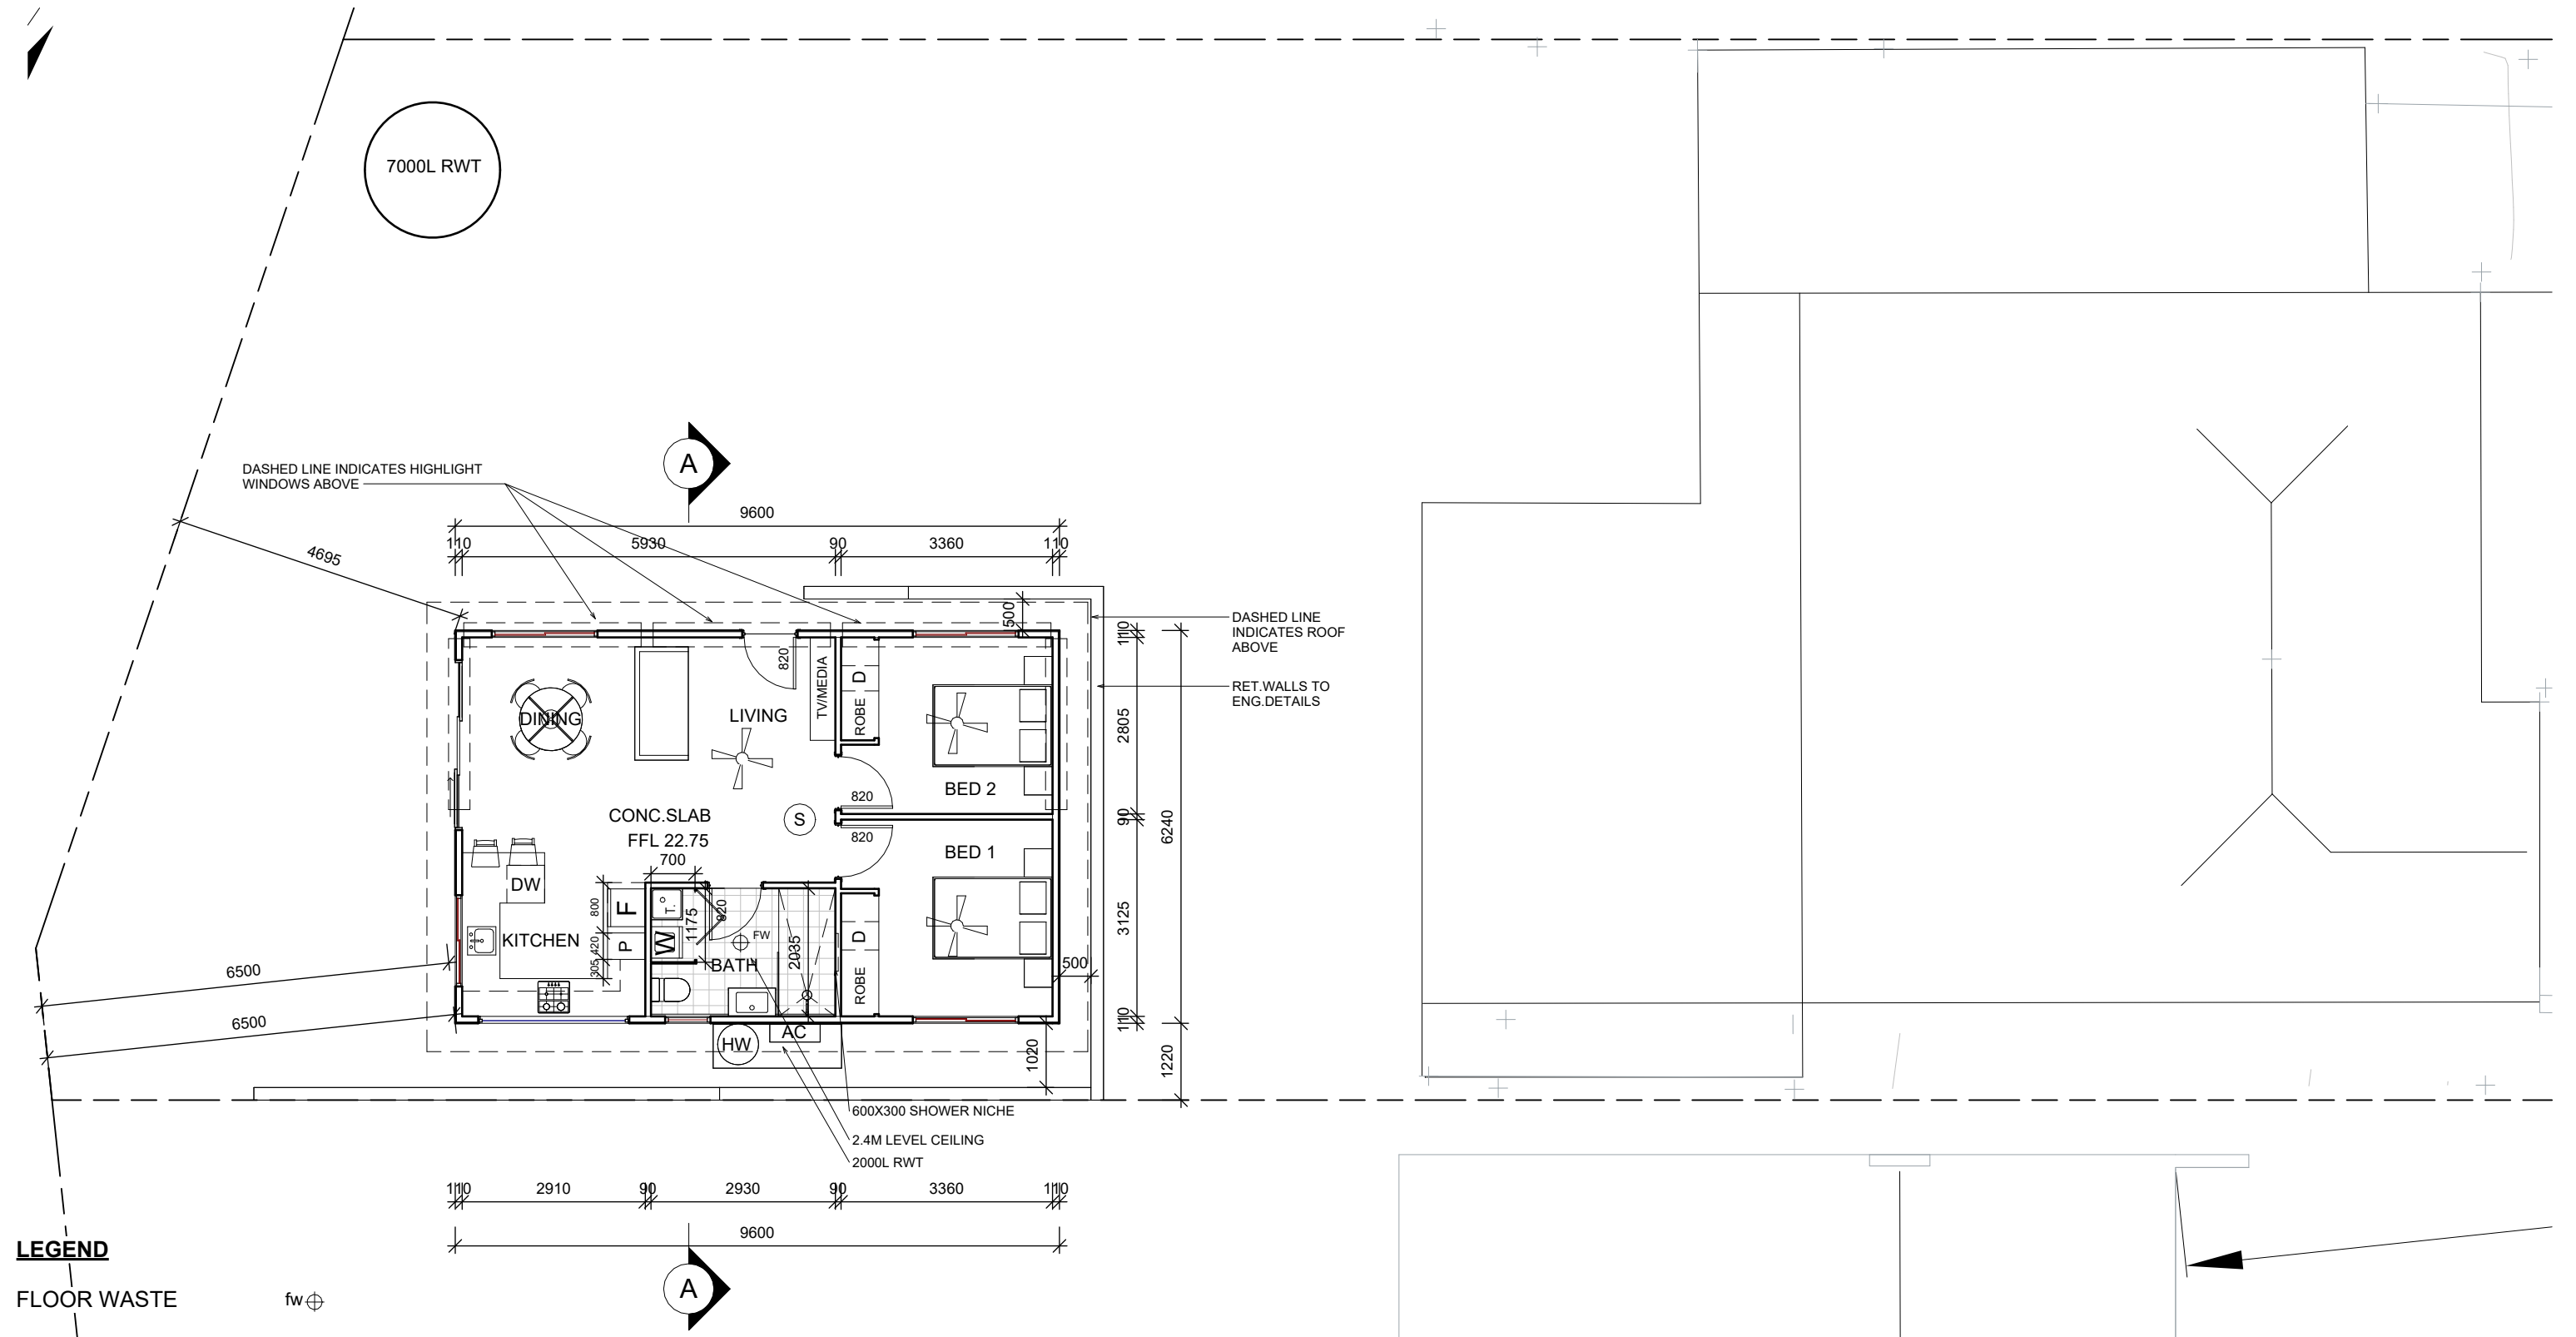 7000L RWT
DASHED LINE INDICATES HIGHLIGHT
WINDOWS ABOVE
A
9600
110
5930
90
3360
110
4695
500
DASHED LINE
INDICATES ROOF
ABOVE
RET.WALLS TO
ENG.DETAILS
820
TV/MEDIA
D
ROBE
DINING
LIVING
110
2805
90
6240
3125
110
1220
BED 2
820
CONC.SLAB
FFL 22.75
S
820
BED 1
700
DW
800
F
T.
1175
820
W
KITCHEN
420
P
FW
2035
D
305
BATH
ROBE
500
6500
6500
AC
HW
1020
600X300 SHOWER NICHE
2.4M LEVEL CEILING
2000L RWT
110
2910
90
2930
90
3360
110
9600
A
LEGEND
FLOOR WASTE
fw